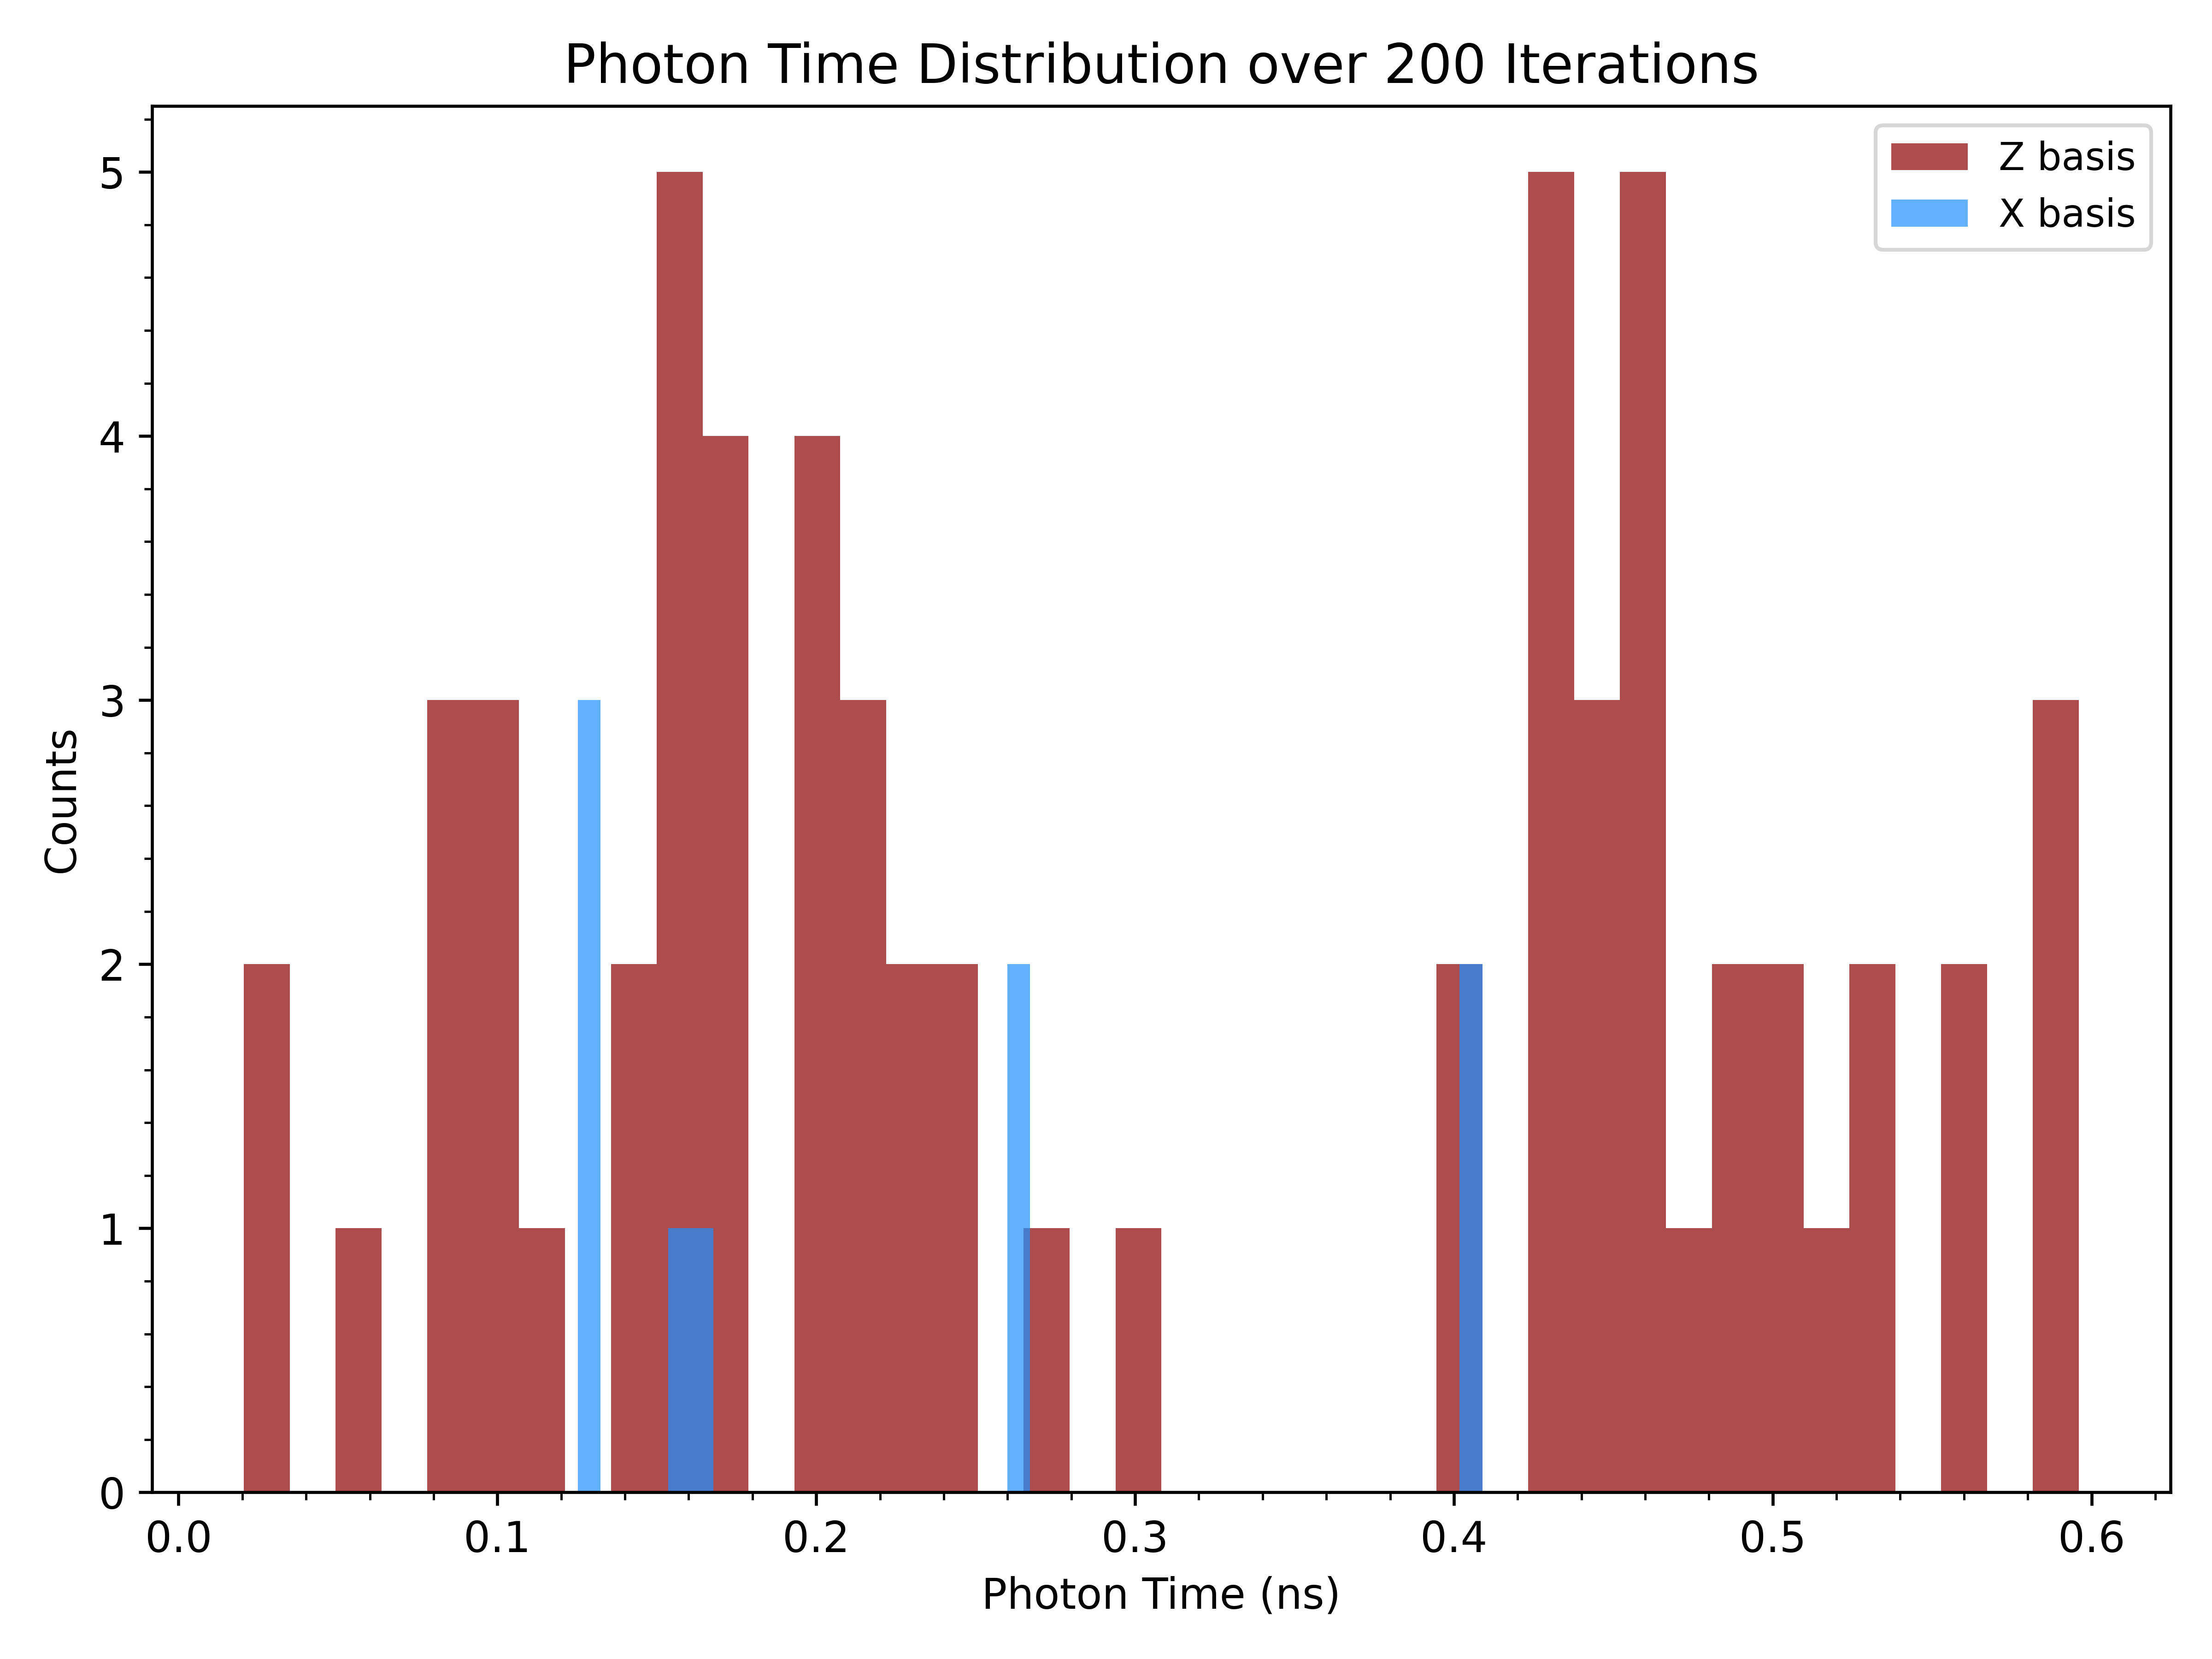 Photon Time Distribution over 200 Iterations
Z basis
X basis
5
4
3
2
1
0
Counts
0.0 0.1 0.2 0.3 0.4 0.5 0.6
Photon Time (ns)